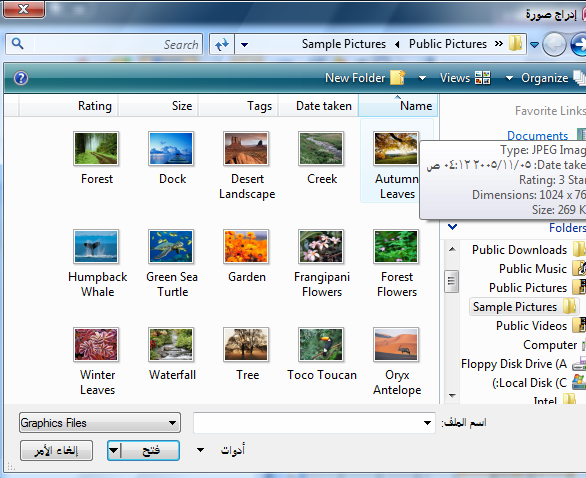 إدراج صورة
Search
Sample Pictures
Public Pictures
New Folder
Views
Organize
Rating
Size
Tags
Date taken
Name
Favorite Links
Documents
Type: JPEG Imag
Date take: ٢٠٠٥/١١/٠٥ ٠٤:١٢ ص
Rating: 3 Star
Dimensions: 1024 x 76
Size: 269 K
Folders
Forest
Dock
Desert
Landscape
Creek
Autumn
Leaves
Humpback
Whale
Green Sea
Turtle
Garden
Frangipani
Flowers
Forest
Flowers
Winter
Leaves
Waterfall
Tree
Toco Toucan
Oryx
Antelope
Public Downloads
Public Music
Public Pictures
Sample Pictures
Public Videos
Computer
Floppy Disk Drive (A
Local Disk (C:)
Intel
اسم الملف:
Graphics Files
أدوات
فتح
إلغاء الأمر